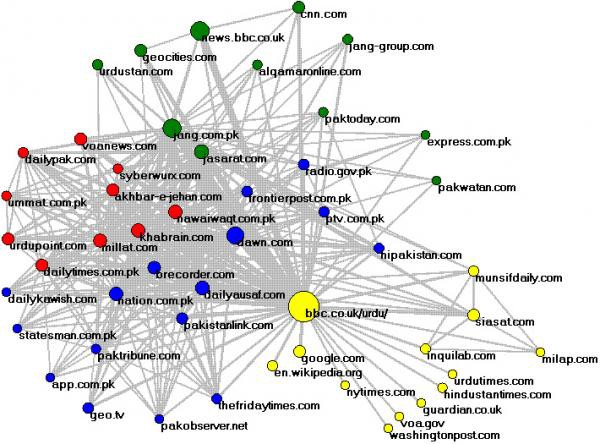 cnn.com
news.bbc.co.uk
jang-group.com
geocities.com
urdustan.com
alqamaronline.com
paktoday.com
jang.com.pk
express.com.pk
voanews.com
jasarat.com
dailypak.com
radio.gov.pk
syberwurx.com
pakwatan.com
akhbar-e-jehan.com
frontierpost.com.pk
ummat.com.pk
nawaiwaqt.com.pk
ptv.com.pk
khabrain.com
urdupoint.com
millat.com
dawn.com
hipakistan.com
dailytimes.com.pk
brecorder.com
munsifdaily.com
dailykawish.com
nation.com.pk
dailyausaf.com
bbc.co.uk/urdu/
siasat.com
pakistanlink.com
statesman.com.pk
paktribune.com
google.com
inquilab.com
milap.com
en.wikipedia.org
app.com.pk
urdutimes.com
nytimes.com
hindustantimes.com
thefridaytimes.com
guardian.co.uk
geo.tv
pakobserver.net
voa.gov
washingtonpost.com